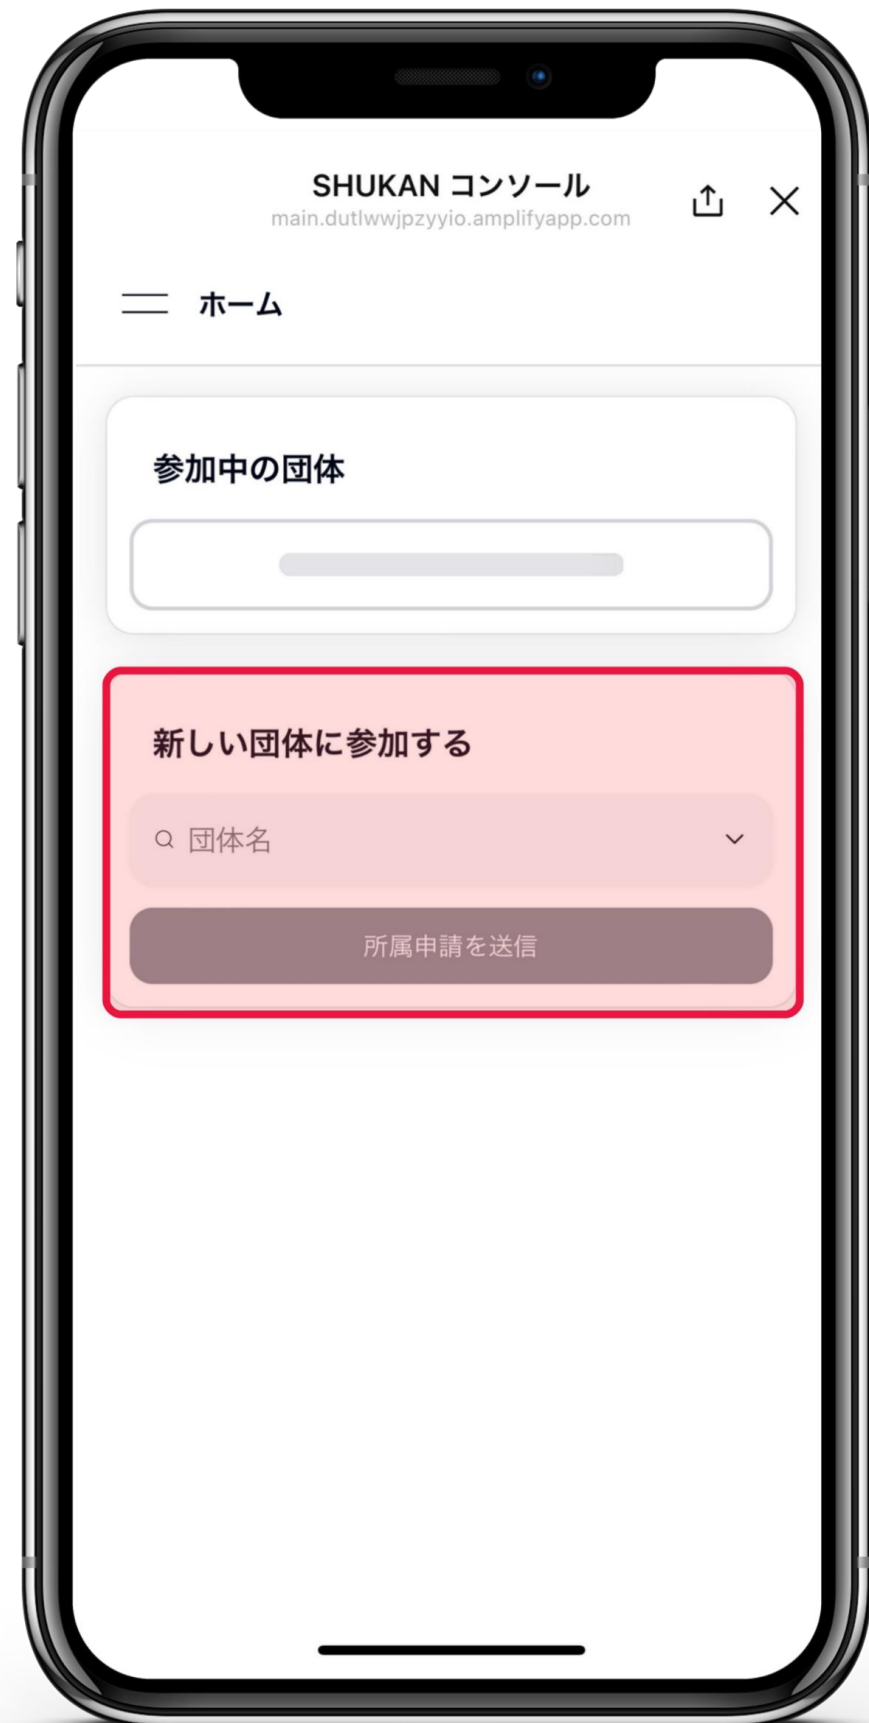 SHUKAN コンソール
main.dutlwwjpzyyio.amplifyapp.com
ホーム
参加中の団体
新しい団体に参加する
団体名
所属申請を送信